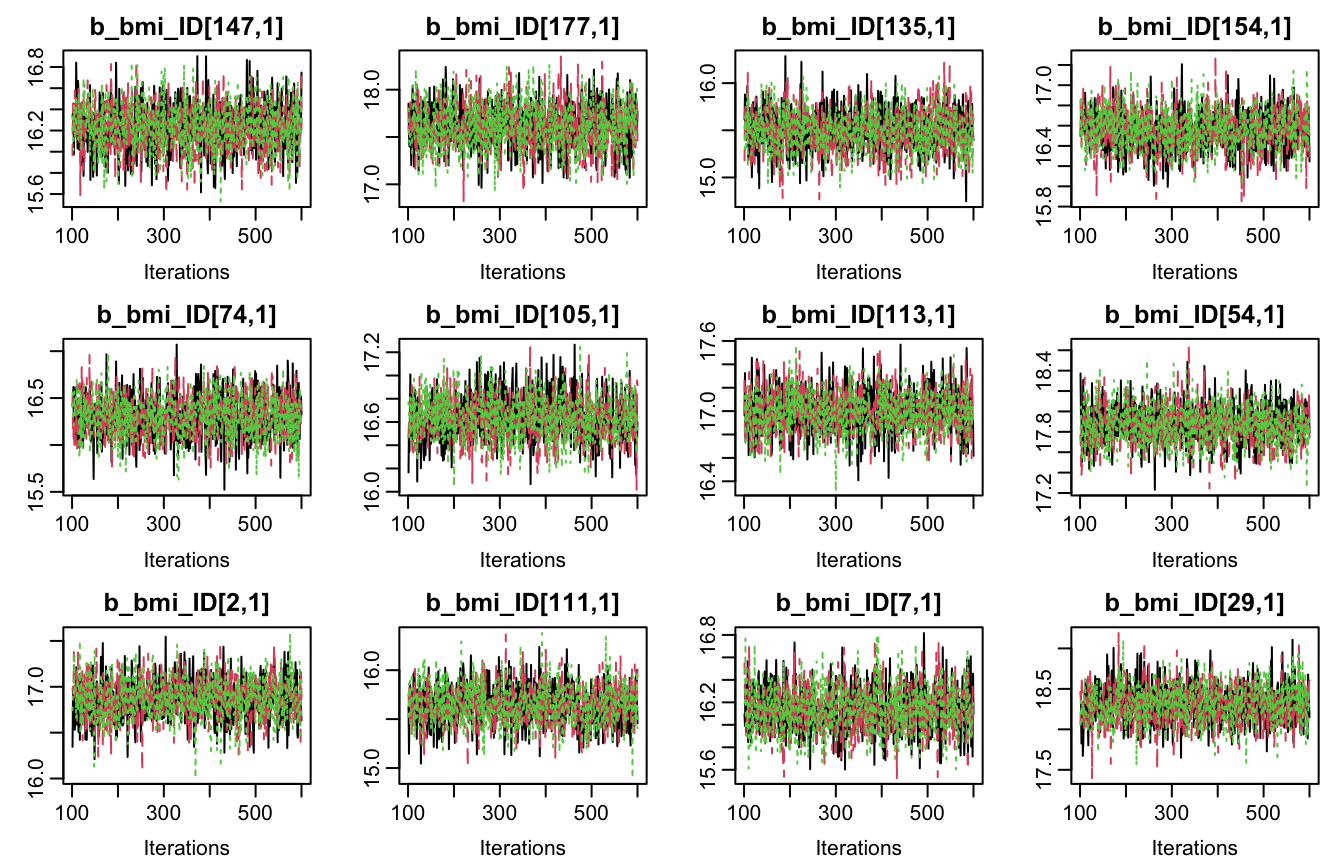 b_bmi_ID[147,1] b_bmi_ID[177,1] b_bmi_ID[135,1] b_bmi_ID[154,1]
15.6 16.2 16.8 17.0 18.0 15.0 16.0 15.8 16.4 17.0
100 300 500 100 300 500 100 300 500 100 300 500
Iterations Iterations Iterations Iterations
b_bmi_ID[74,1] b_bmi_ID[105,1] b_bmi_ID[113,1] b_bmi_ID[54,1]
15.5 16.5 16.0 16.6 17.2 16.4 17.0 17.6 17.2 17.8 18.4
100 300 500 100 300 500 100 300 500 100 300 500
Iterations Iterations Iterations Iterations
b_bmi_ID[2,1] b_bmi_ID[111,1] b_bmi_ID[7,1] b_bmi_ID[29,1]
16.0 17.0 15.0 16.0 15.6 16.2 16.8 17.5 18.5
100 300 500 100 300 500 100 300 500 100 300 500
Iterations Iterations Iterations Iterations